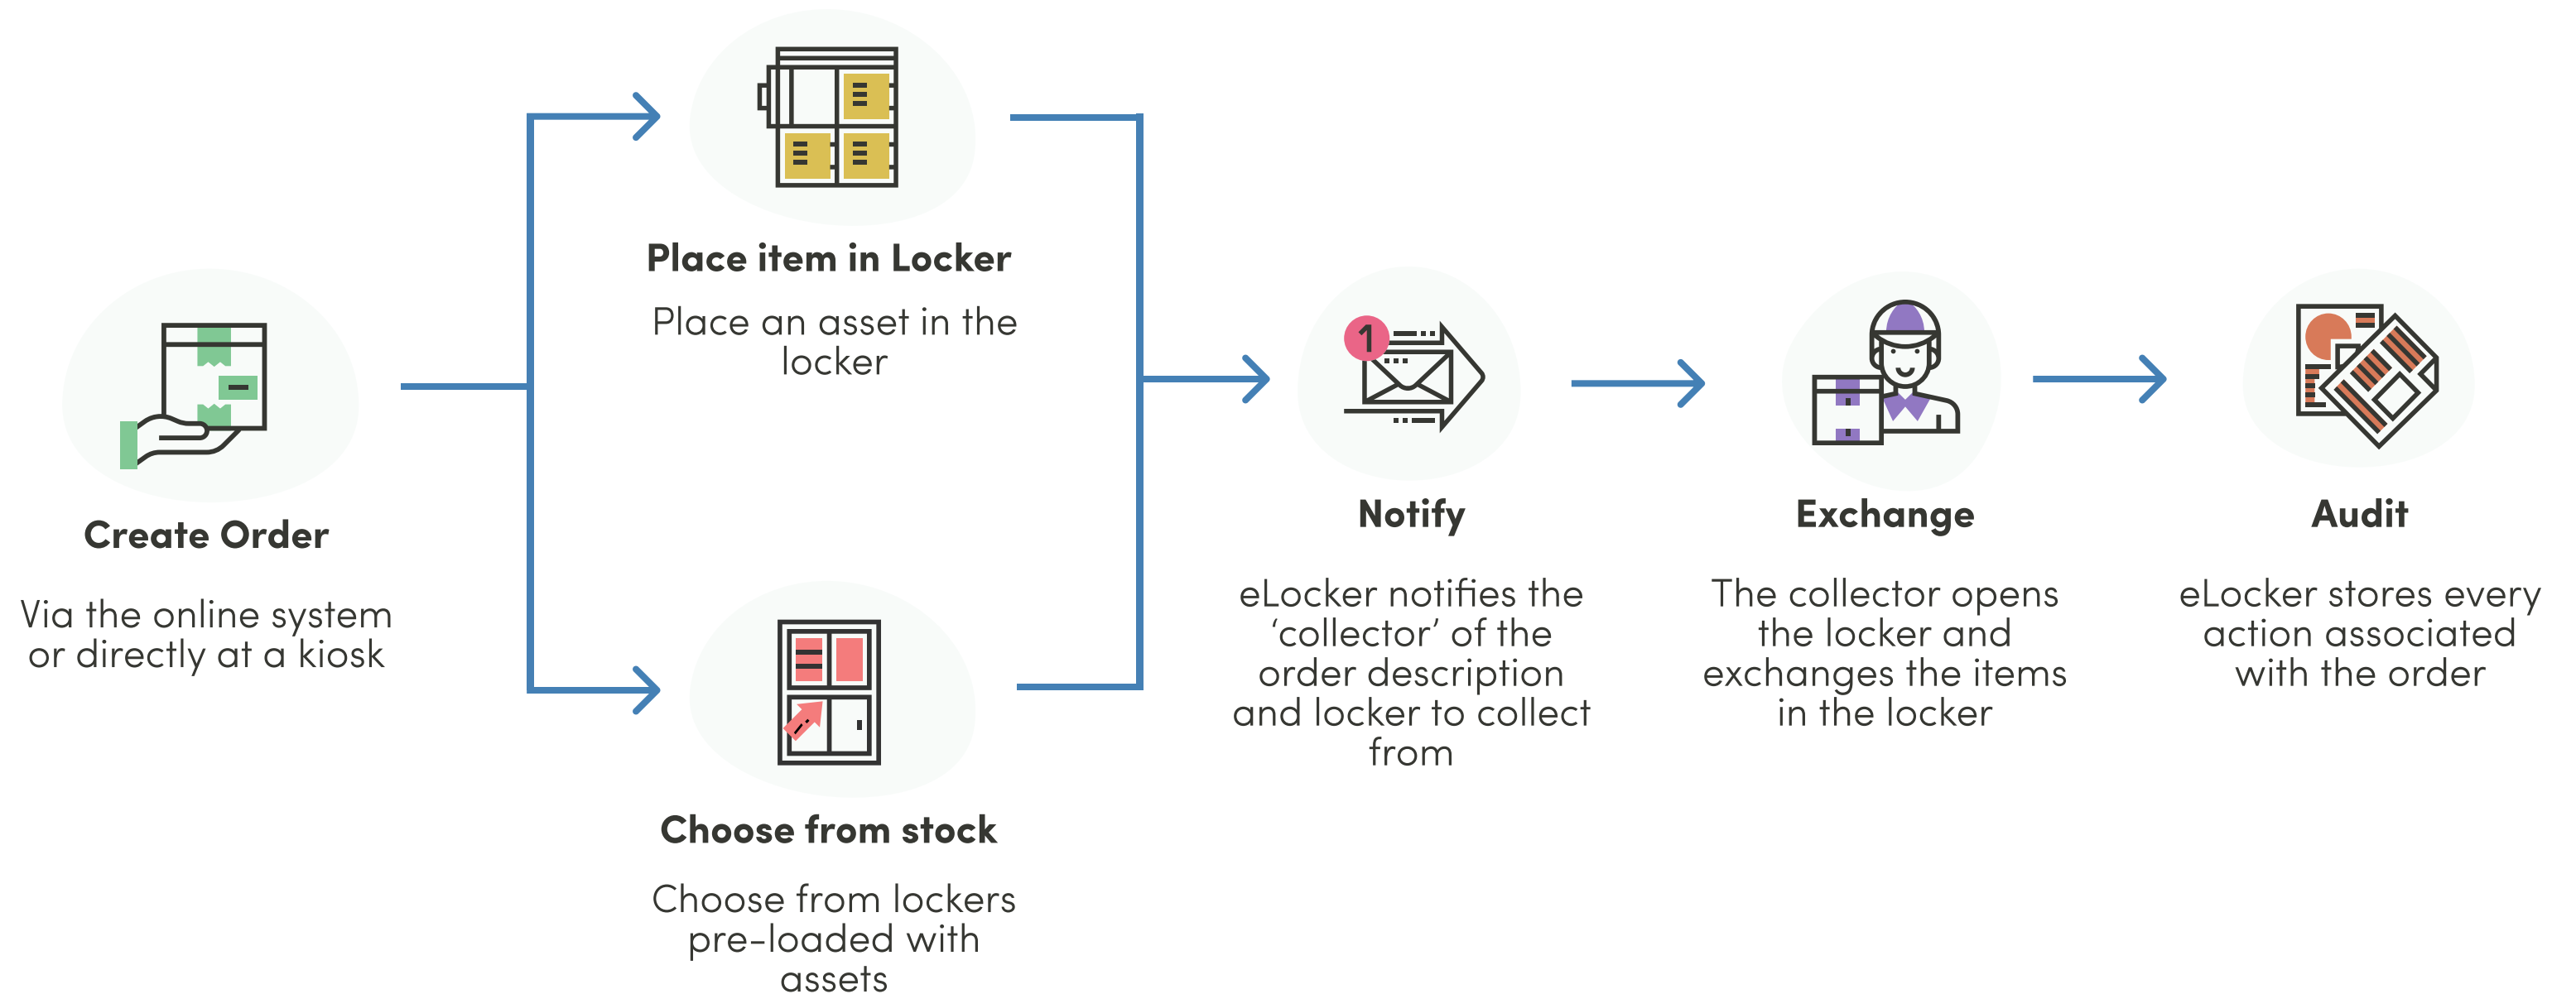 Create Order
Via the online system
or directly at a kiosk
Place item in Locker
Place an asset in the
locker
Choose from stock
Choose from lockers
pre-loaded with
assets
1
Notify
eLocker notifies the
‘collector’ of the
order description
and locker to collect
from
Exchange
The collector opens
the locker and
exchanges the items
in the locker
Audit
eLocker stores every
action associated
with the order